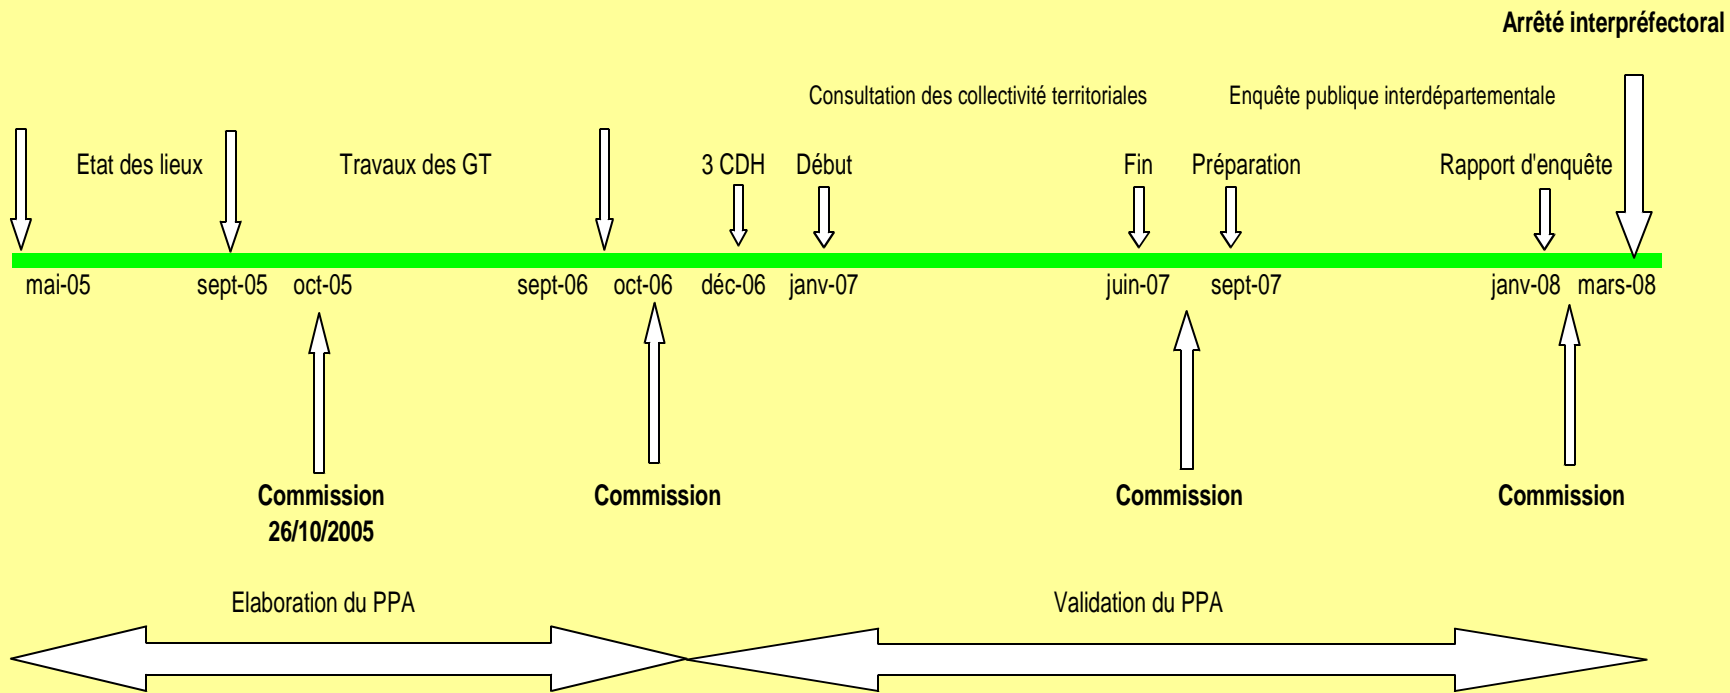 Arrêté interpréfectoral
Consultation des collectivité territoriales
Enquête publique interdépartementale
Etat des lieux
Travaux des GT
3 CDH
Début
Fin
Préparation
Rapport d'enquête
mai-05
sept-05
oct-05
sept-06
oct-06
déc-06
janv-07
juin-07
sept-07
janv-08
mars-08
Commission
26/10/2005
Commission
Commission
Commission
Elaboration du PPA
Validation du PPA